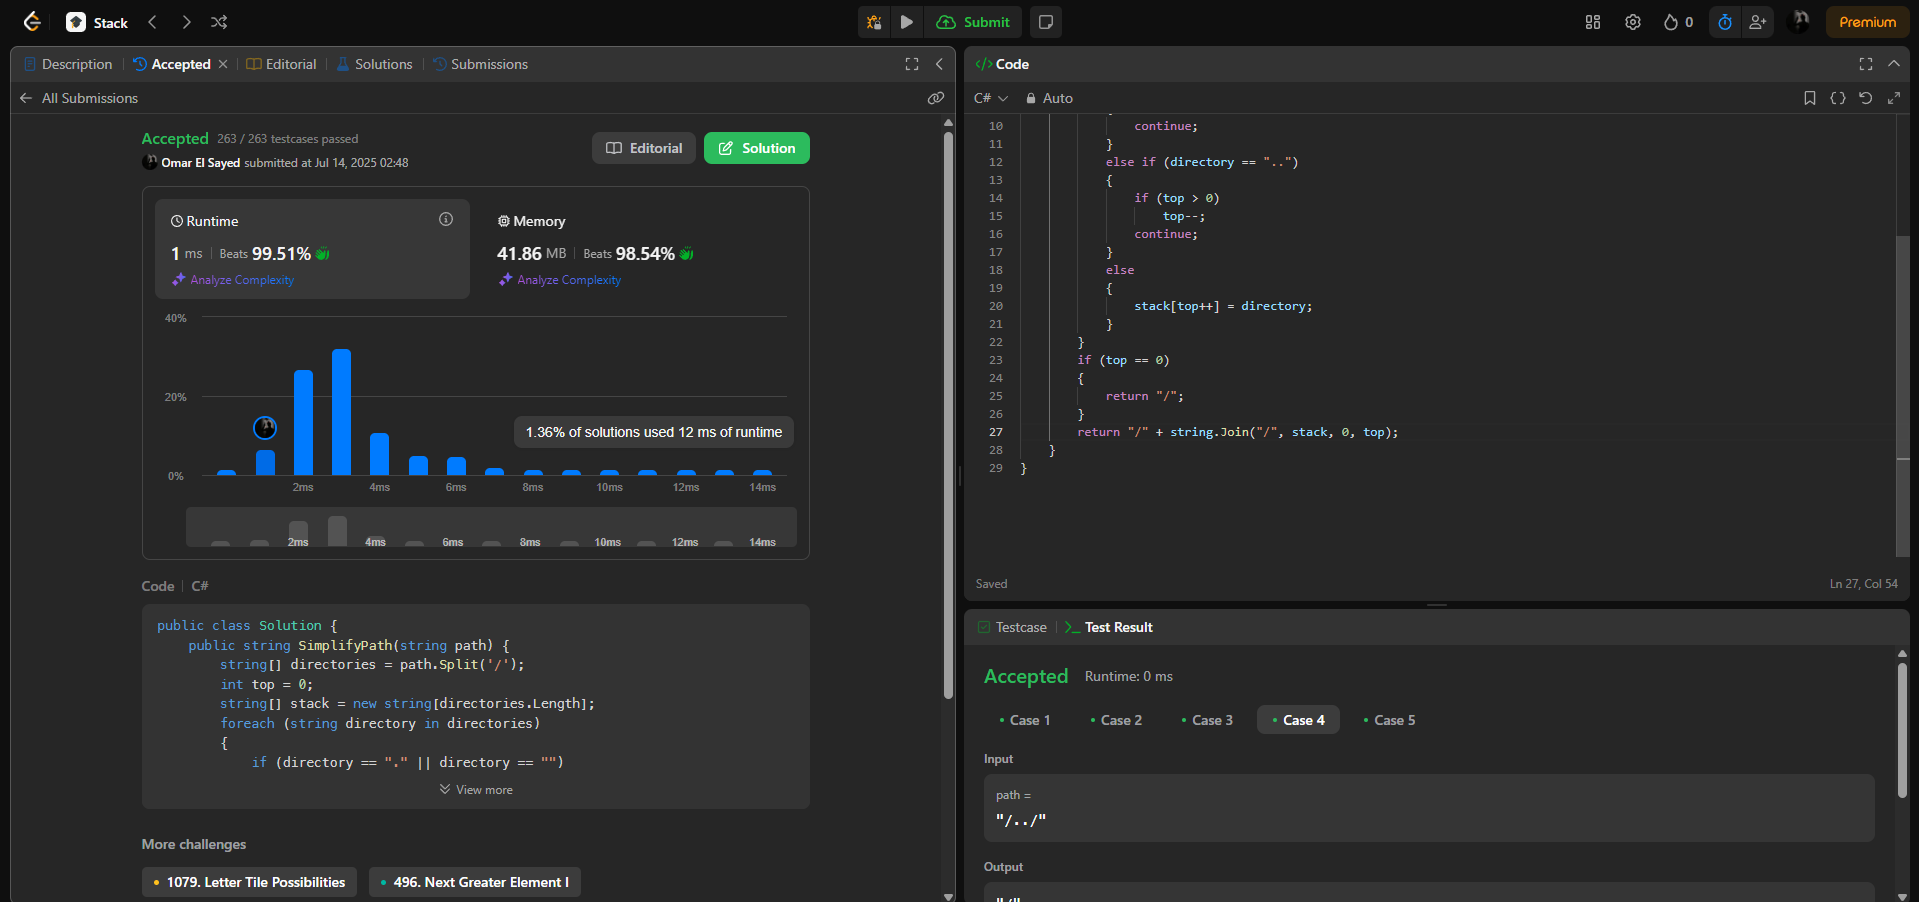 Stack
Submit
0
Premium
Description
Accepted
Editorial
Solutions
Submissions
All Submissions
Accepted 263 / 263 testcases passed
Omar El Sayed submitted at Jul 14, 2025 02:48
Editorial
Solution
Runtime
1 ms | Beats 99.51%
Analyze Complexity
Memory
41.86 MB | Beats 98.54%
Analyze Complexity
40%
20%
0%
1.36% of solutions used 12 ms of runtime
2ms 4ms 6ms 8ms 10ms 12ms 14ms
2ms 4ms 6ms 8ms 10ms 12ms 14ms
Code | C#
public class Solution {
    public string SimplifyPath(string path) {
        string[] directories = path.Split('/');
        int top = 0;
        string[] stack = new string[directories.Length];
        foreach (string directory in directories)
        {
            if (directory == "." || directory == "")
View more
More challenges
1079. Letter Tile Possibilities
496. Next Greater Element I
</> Code
C#
Auto
10 continue;
11 }
12 else if (directory == "..")
13 {
14 if (top > 0)
15 top--;
16 continue;
17 }
18 else
19 {
20 stack[top++] = directory;
21 }
22 }
23 if (top == 0)
24 {
25 return "/";
26 }
27 return "/" + string.Join("/", stack, 0, top);
28 }
29 }
Saved
Ln 27, Col 54
Testcase
Test Result
Accepted Runtime: 0 ms
Case 1
Case 2
Case 3
Case 4
Case 5
Input
path =
"/../"
Output
"/"